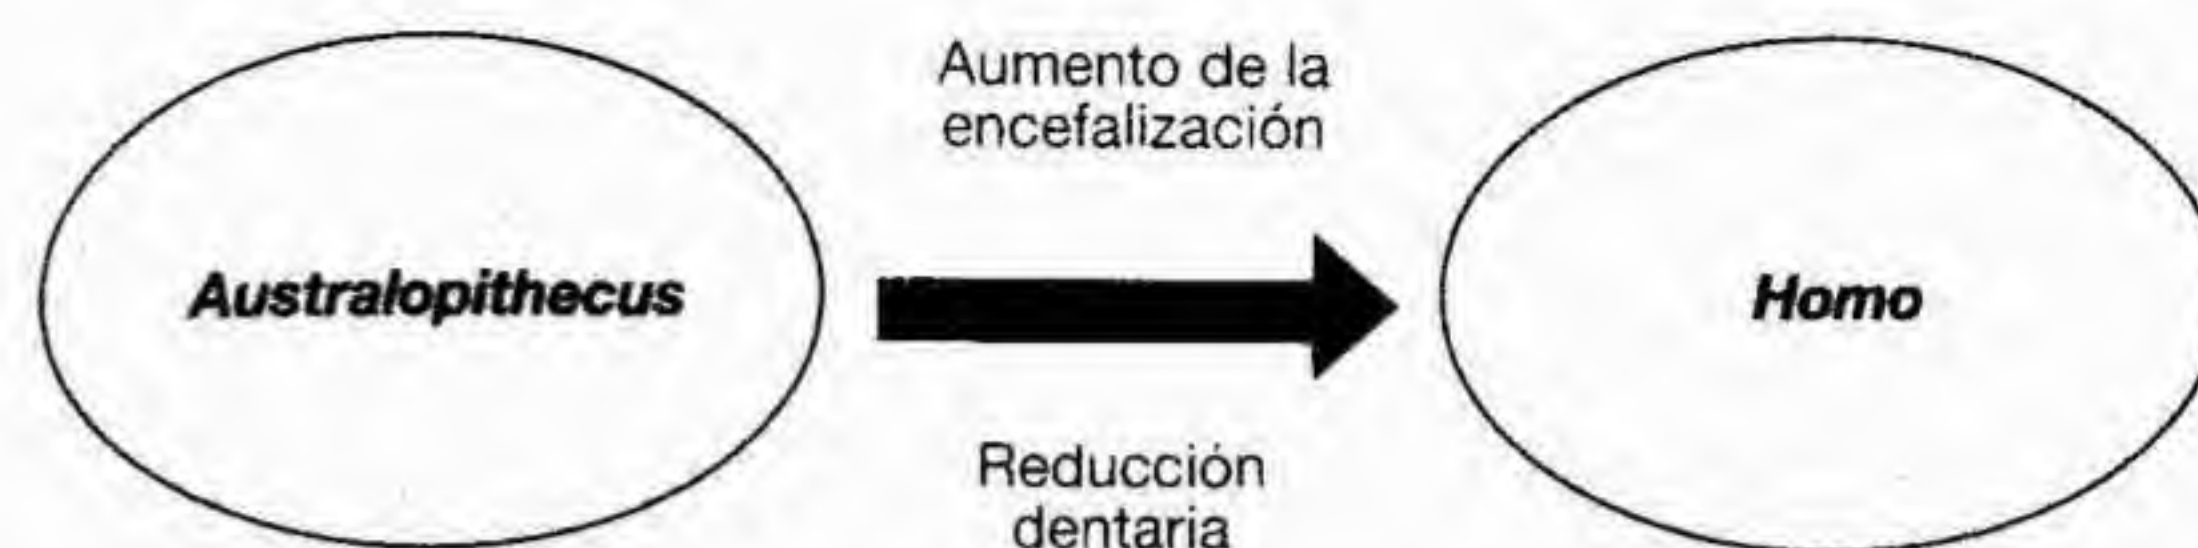 Aumento de la
encefalización
Australopithecus
Homo
Reducción
dentaria